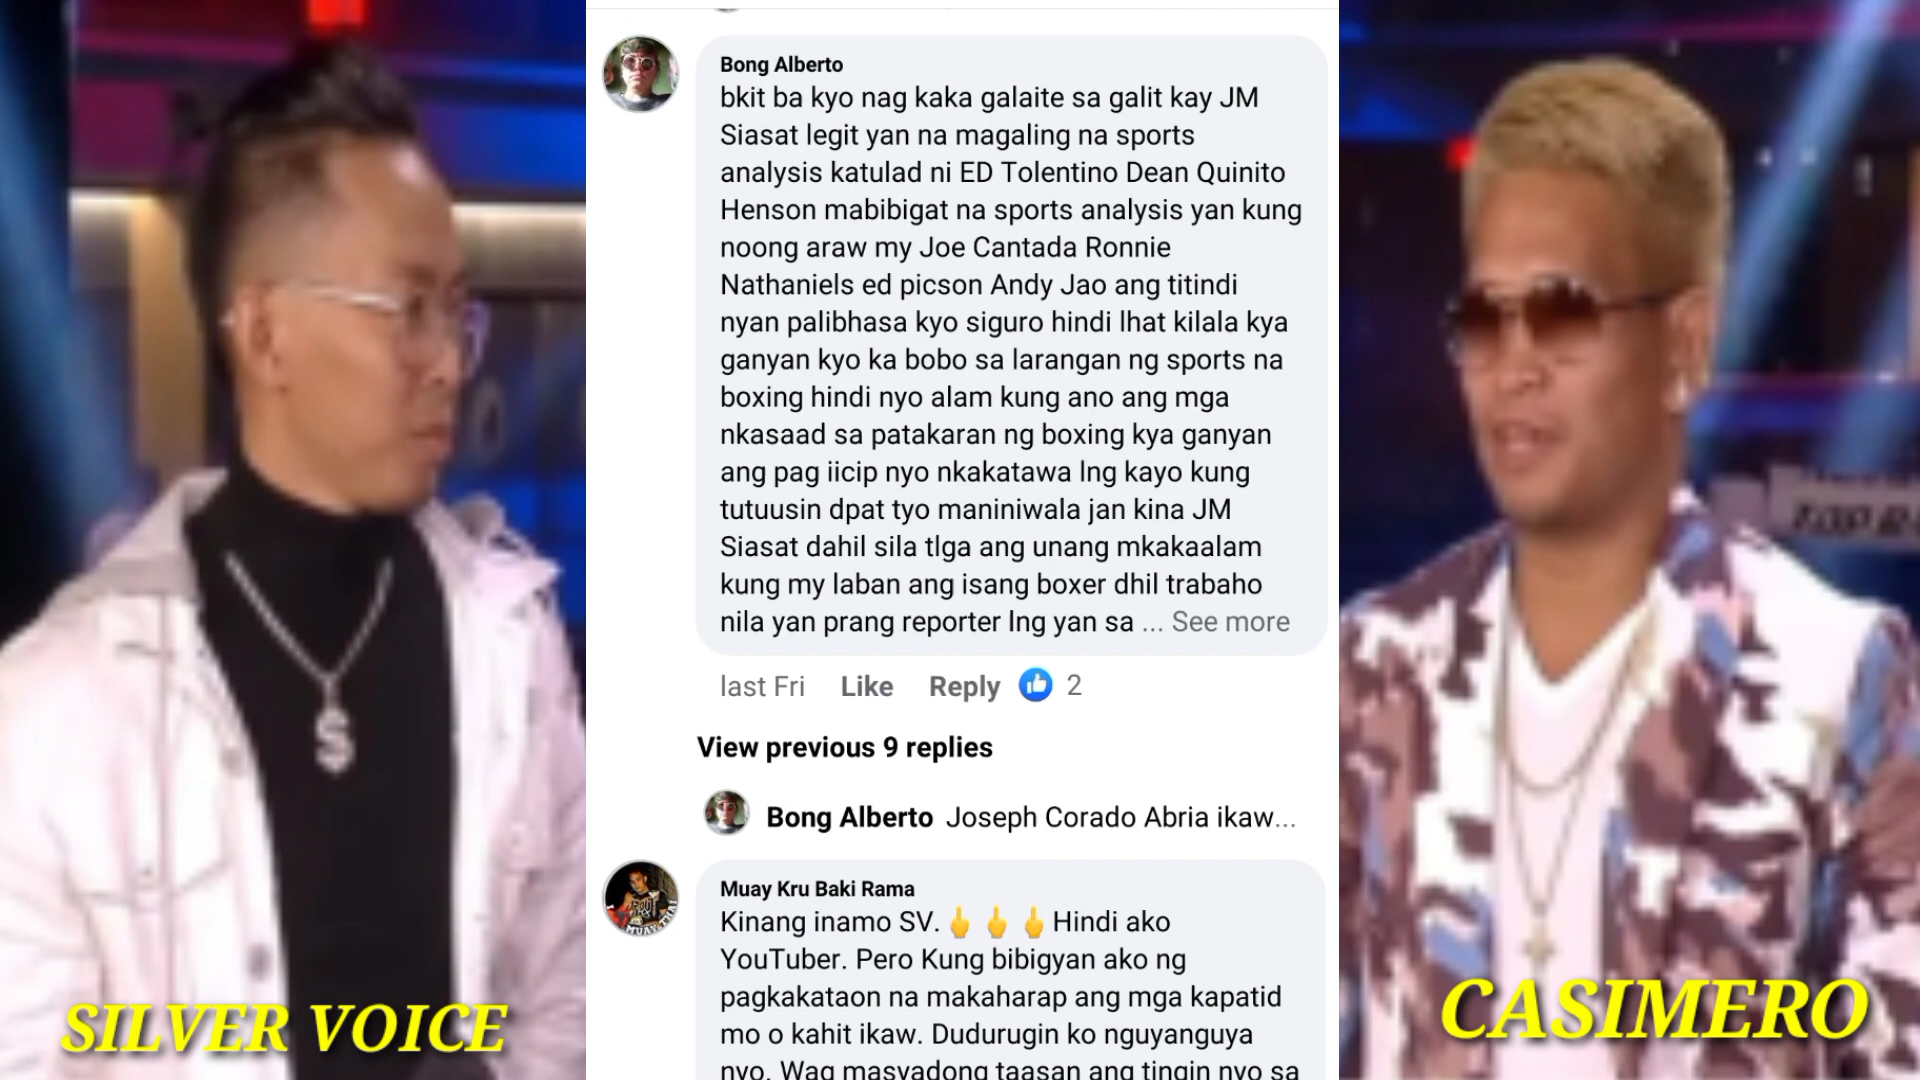 Bong Alberto
bkit ba kyo nag kaka galaite sa galit kay JM
Siasat legit yan na magaling na sports
analysis katulad ni ED Tolentino Dean Quinito
Henson mabibigat na sports analysis yan kung
noong araw my Joe Cantada Ronnie
Nathaniels ed picson Andy Jao ang titindi
nyan palibhasa kyo siguro hindi lhat kilala kya
ganyan kyo ka bobo sa larangan ng sports na
boxing hindi nyo alam kung ano ang mga
nkasaad sa patakaran ng boxing kya ganyan
ang pag iicip nyo nkakatawa lng kayo kung
tutuusin dpat tyo maniniwala jan kina JM
Siasat dahil sila tlga ang unang mkakaalam
kung my laban ang isang boxer dhil trabaho
nila yan prang reporter lng yan sa ... See more
last Fri Like Reply 2
View previous 9 replies
Bong Alberto Joseph Corado Abria ikaw...
Muay Kru Baki Rama
Kinang inamo SV.🖕🖕🖕Hindi ako
YouTuber. Pero Kung bibigyan ako ng
pagkakataon na makaharap ang mga kapatid
mo o kahit ikaw. Dudurugin ko nguyanguya
nyo. Wag masyadong taasan ang tingin nyo sa
SILVER VOICE
CASIMERO